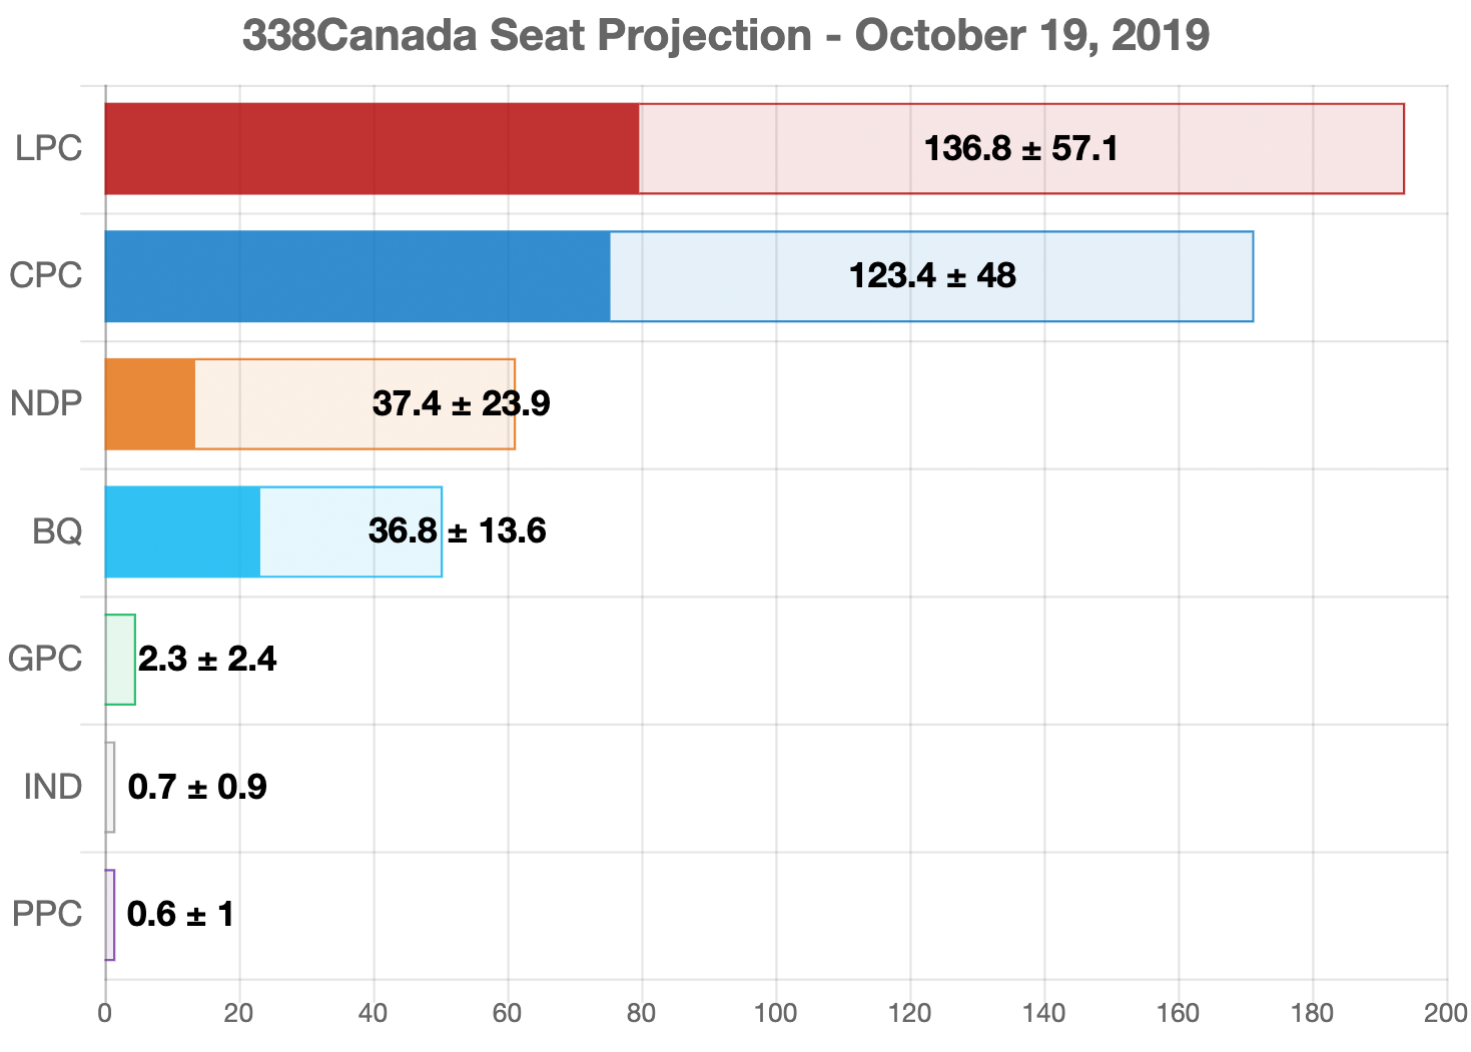 338Canada Seat Projection - October 19, 2019
LPC 136.8 ± 57.1
CPC 123.4 ± 48
NDP 37.4 ± 23.9
BQ 36.8 ± 13.6
GPC 2.3 ± 2.4
IND 0.7 ± 0.9
PPC 0.6 ± 1
0 20 40 60 80 100 120 140 160 180 200